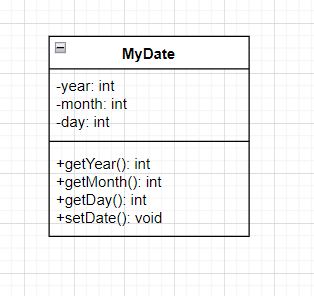 MyDate
-year: int
-month: int
-day: int
+getYear(): int
+getMonth(): int
+getDay(): int
+setDate(): void